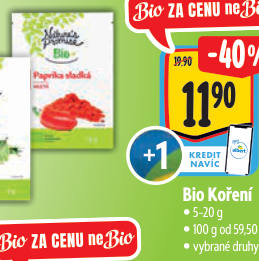 Bio ZA CENU neBio
Nature's
Promise
Bio
Paprika sladká
19.90
-40%
11.90
+1
KREDIT
NAVÍC
albert
Bio Koření
• 5-20 g
• 100 g od 59,50
• vybrané druhy
Bio ZA CENU neBio